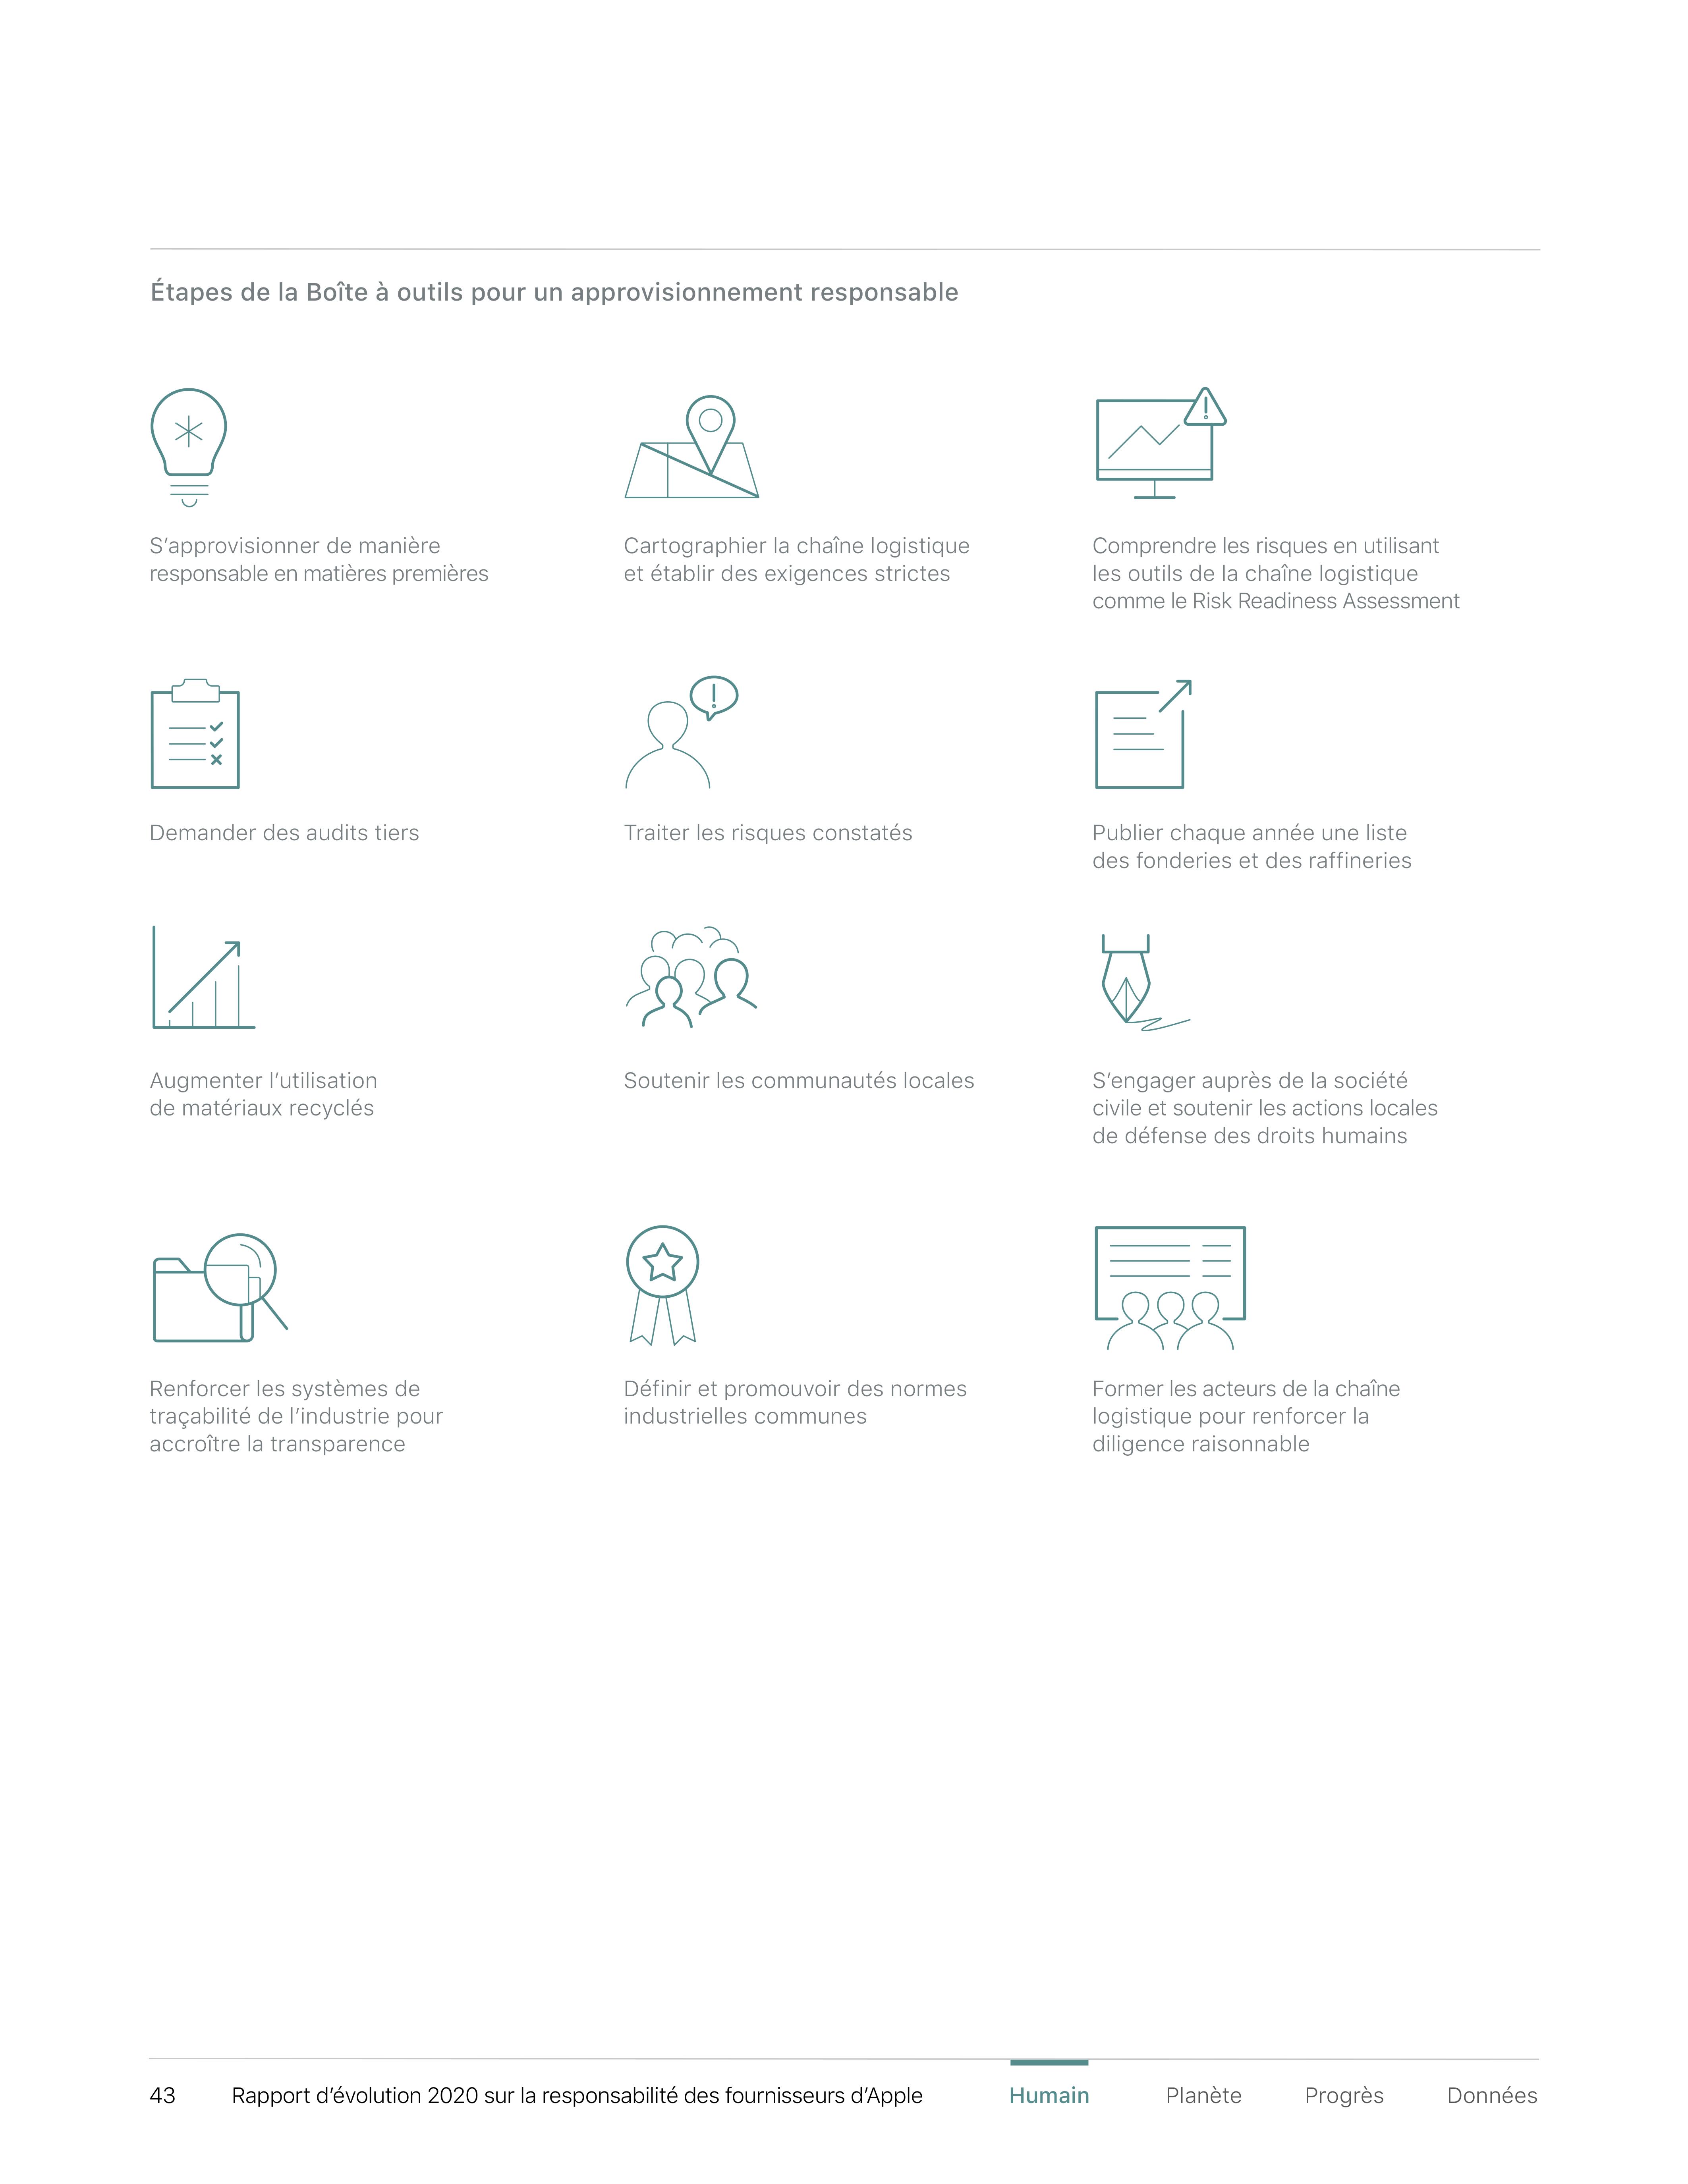 Étapes de la Boîte à outils pour un approvisionnement responsable
S’approvisionner de manière
responsable en matières premières
Cartographier la chaîne logistique
et établir des exigences strictes
Comprendre les risques en utilisant
les outils de la chaîne logistique
comme le Risk Readiness Assessment
Demander des audits tiers
Traiter les risques constatés
Publier chaque année une liste
des fonderies et des raffineries
Augmenter l’utilisation
de matériaux recyclés
Soutenir les communautés locales
S’engager auprès de la société
civile et soutenir les actions locales
de défense des droits humains
Renforcer les systèmes de
traçabilité de l’industrie pour
accroître la transparence
Définir et promouvoir des normes
industrielles communes
Former les acteurs de la chaîne
logistique pour renforcer la
diligence raisonnable
43 Rapport d’évolution 2020 sur la responsabilité des fournisseurs d’Apple Humain Planète Progrès Données